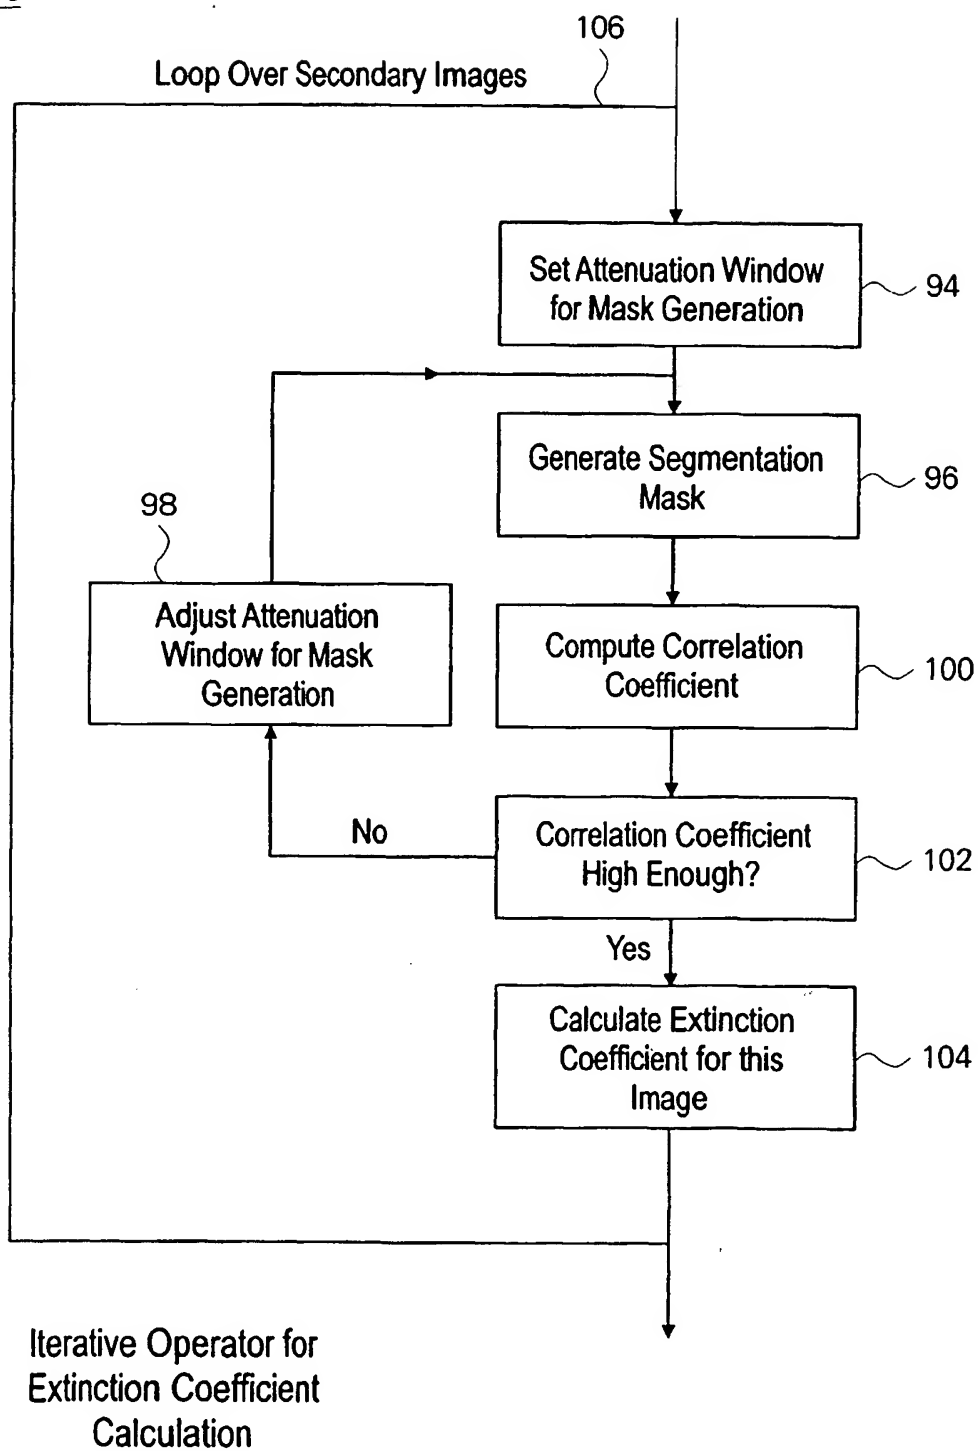 106
Loop Over Secondary Images
Set Attenuation Window
for Mask Generation
94
Generate Segmentation
Mask
96
98
Adjust Attenuation
Window for Mask
Generation
Compute Correlation
Coefficient
100
No
Correlation Coefficient
High Enough?
102
Yes
Calculate Extinction
Coefficient for this
Image
104
Iterative Operator for
Extinction Coefficient
Calculation